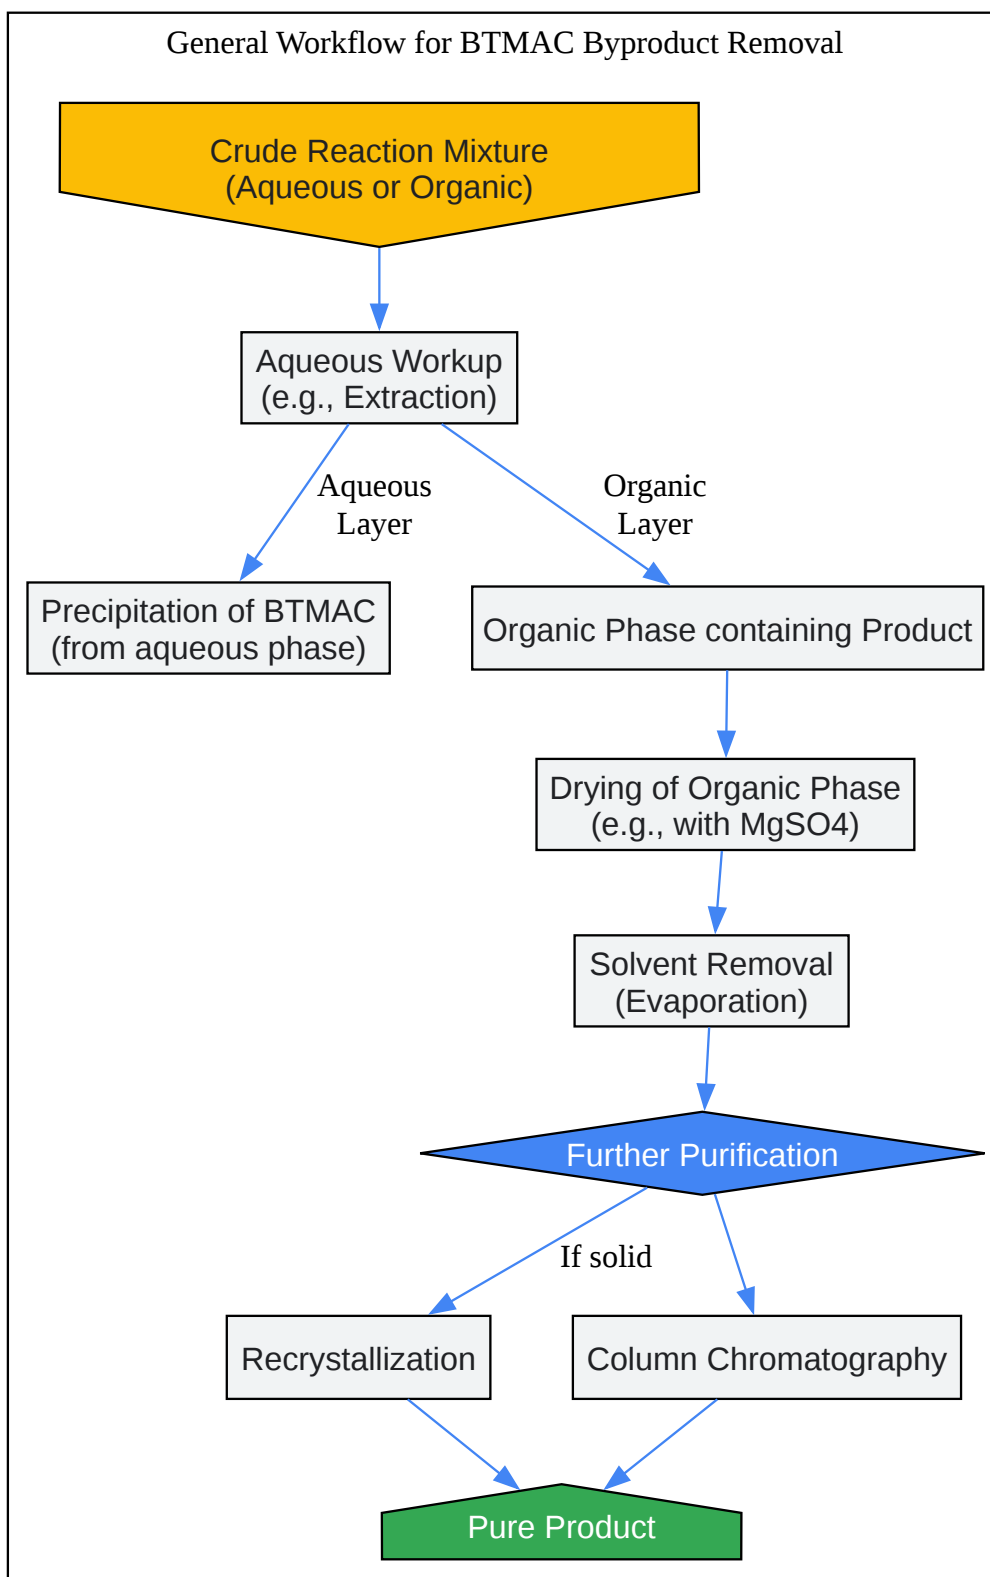 General Workflow for BTMAC Byproduct Removal
Crude Reaction Mixture
(Aqueous or Organic)
Aqueous Workup
(e.g., Extraction)
Aqueous
Layer
Organic
Layer
Precipitation of BTMAC
(from aqueous phase)
Organic Phase containing Product
Drying of Organic Phase
(e.g., with MgSO4)
Solvent Removal
(Evaporation)
Further Purification
If solid
Recrystallization
Column Chromatography
Pure Product